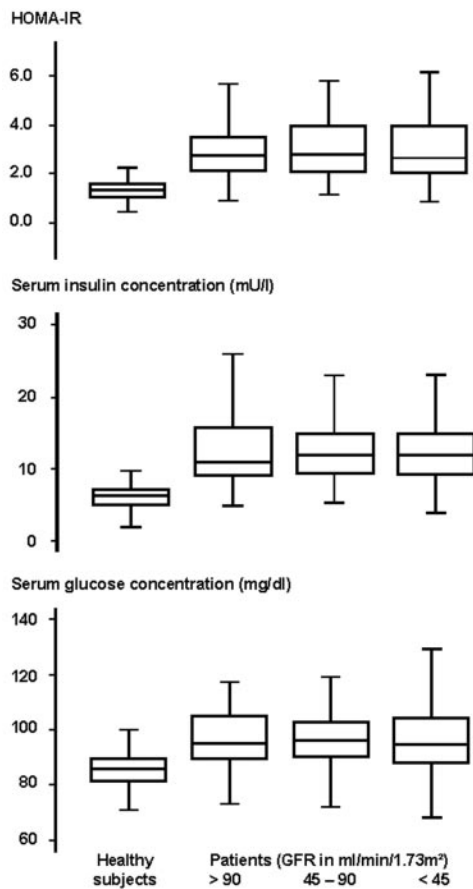 HOMA-IR
6.0
4.0
2.0
0.0
Serum insulin concentration (mU/l)
30
20
10
0
Serum glucose concentration (mg/dl)
140
120
100
80
60
Healthy subjects
Patients (GFR in ml/min/1.73m²)
> 90 45 – 90 < 45